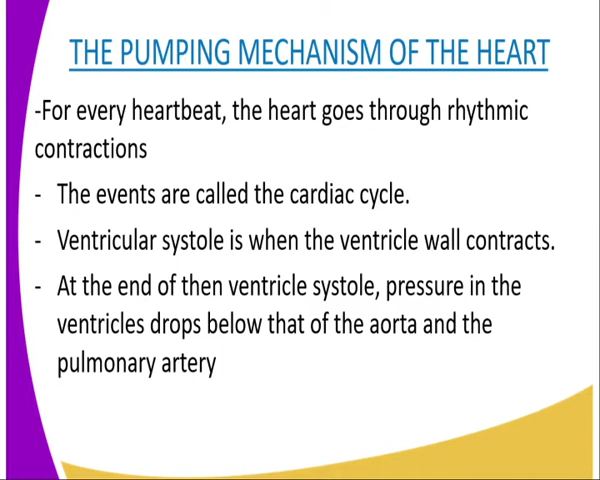 THE PUMPING MECHANISM OF THE HEART
-For every heartbeat, the heart goes through rhythmic
contractions
- The events are called the cardiac cycle.
- Ventricular systole is when the ventricle wall contracts.
- At the end of then ventricle systole, pressure in the
ventricles drops below that of the aorta and the
pulmonary artery